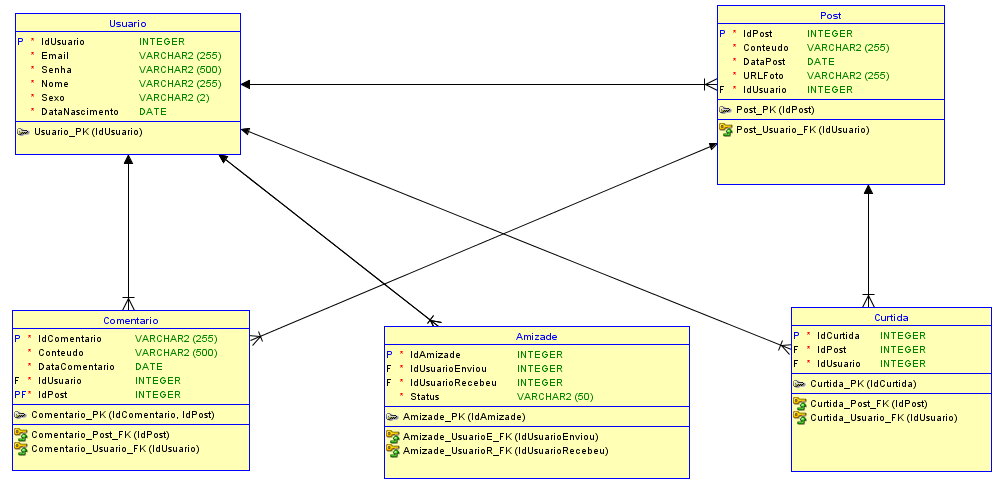 Usuario
P * IdUsuario INTEGER
* Email VARCHAR2 (255)
* Senha VARCHAR2 (500)
* Nome VARCHAR2 (255)
* Sexo VARCHAR2 (2)
* DataNascimento DATE
Usuario_PK (IdUsuario)
Post
P * IdPost INTEGER
* Conteudo VARCHAR2 (255)
* DataPost DATE
* URLFoto VARCHAR2 (255)
F * IdUsuario INTEGER
Post_PK (IdPost)
Post_Usuario_FK (IdUsuario)
Comentario
P * IdComentario VARCHAR2 (255)
* Conteudo VARCHAR2 (500)
* DataComentario DATE
F * IdUsuario INTEGER
PF * IdPost INTEGER
Comentario_PK (IdComentario, IdPost)
Comentario_Post_FK (IdPost)
Comentario_Usuario_FK (IdUsuario)
Amizade
P * IdAmizade INTEGER
F * IdUsuarioEnviou INTEGER
F * IdUsuarioRecebeu INTEGER
* Status VARCHAR2 (50)
Amizade_PK (IdAmizade)
Amizade_UsuarioE_FK (IdUsuarioEnviou)
Amizade_UsuarioR_FK (IdUsuarioRecebeu)
Curtida
P * IdCurtida INTEGER
F * IdPost INTEGER
F * IdUsuario INTEGER
Curtida_PK (IdCurtida)
Curtida_Post_FK (IdPost)
Curtida_Usuario_FK (IdUsuario)